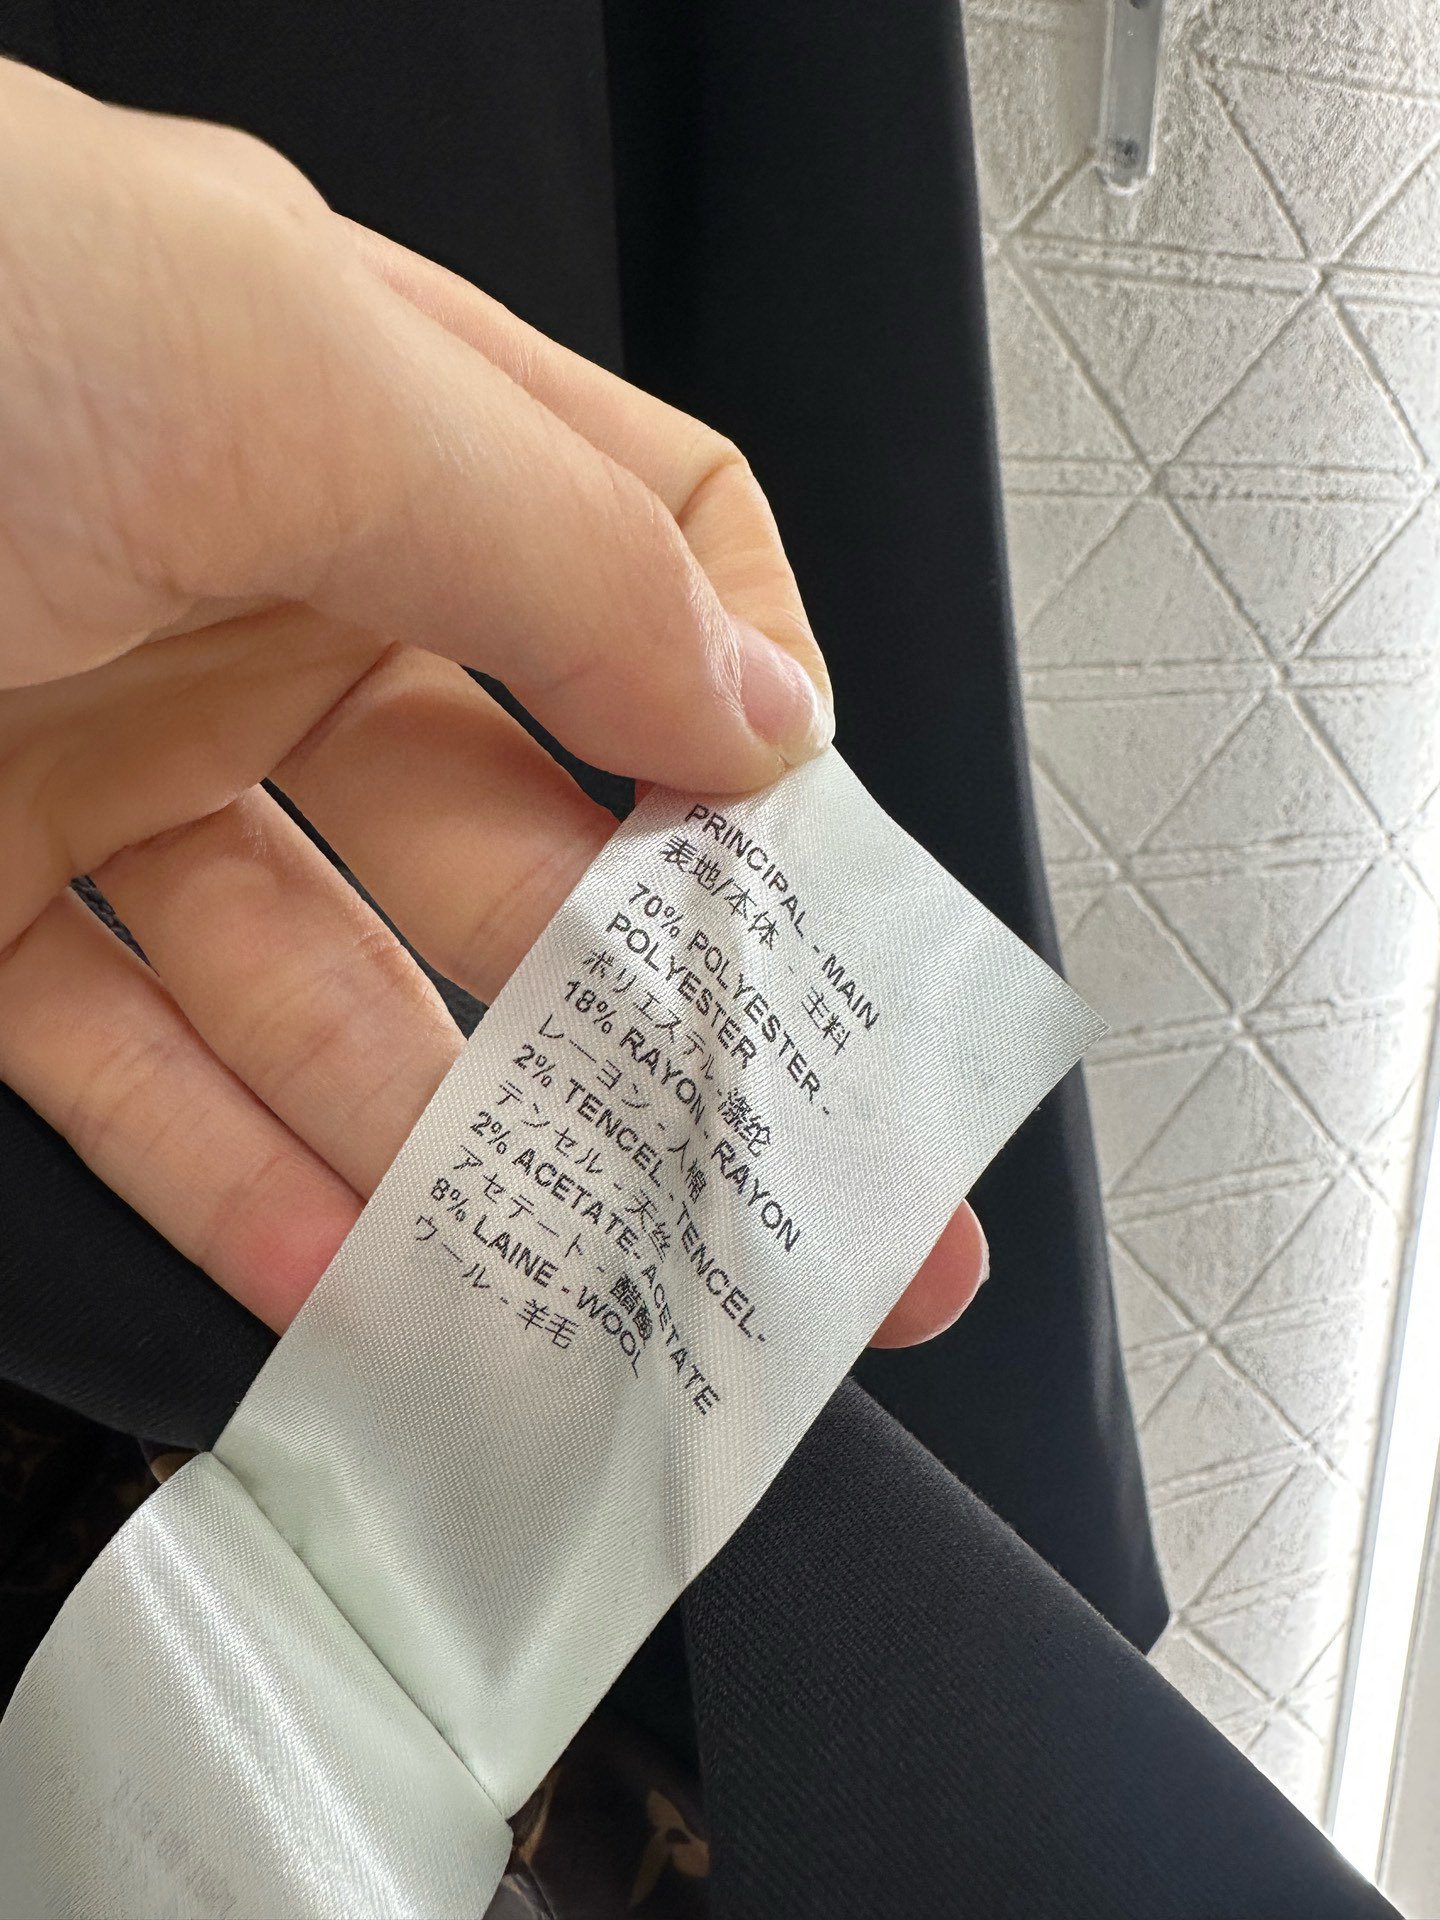 PRINCIPAL - MAIN
表地/本体 - 主料
70% POLYESTER -
POLYESTER
ポリエステル - 滌纶
18% RAYON - RAYON
レーヨン - 人棉
2% TENCEL - TENCEL-
テンセル - 天丝
2% ACETATE- ACETATE
アセテート - 醋酸
8% LAINE - WOOL
ウール - 羊毛